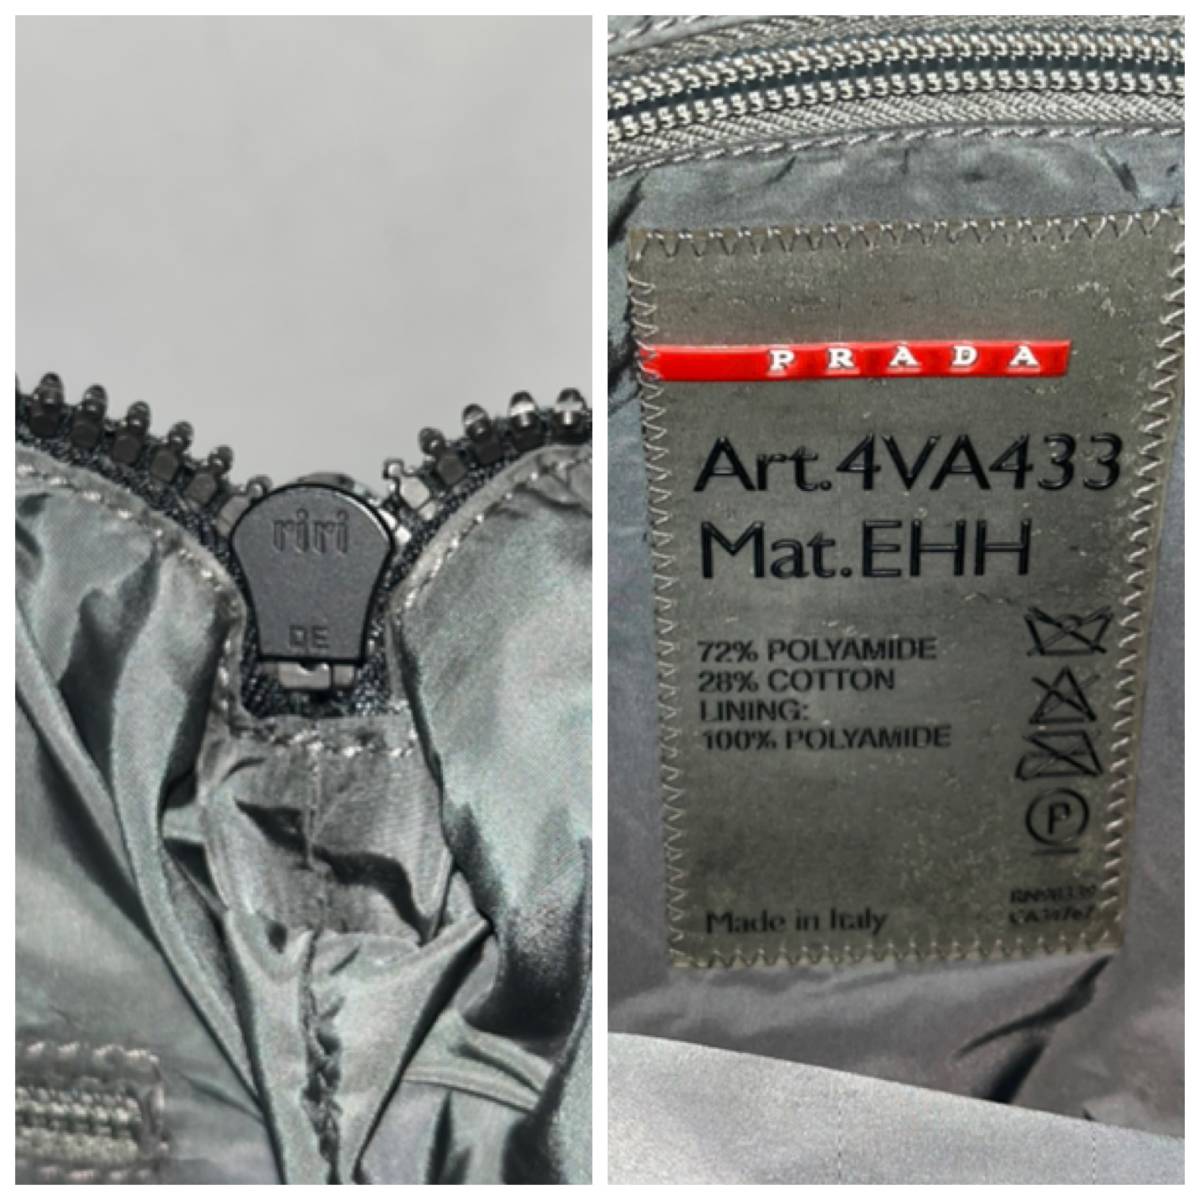 riri
DE
PRADA
Art.4VA433
Mat.EHH
72% POLYAMIDE
28% COTTON
LINING:
100% POLYAMIDE
P
Made in Italy